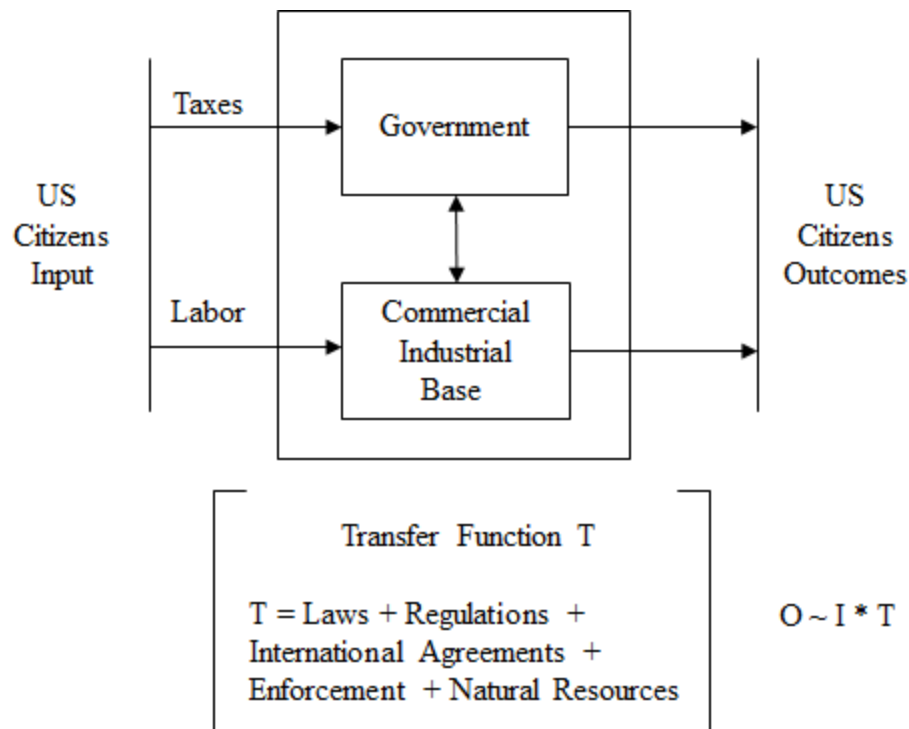 Taxes
Government
US
Citizens
Input
US
Citizens
Outcomes
Labor
Commercial
Industrial
Base
Transfer Function T
T = Laws + Regulations +
International Agreements +
Enforcement + Natural Resources
O ~ I * T